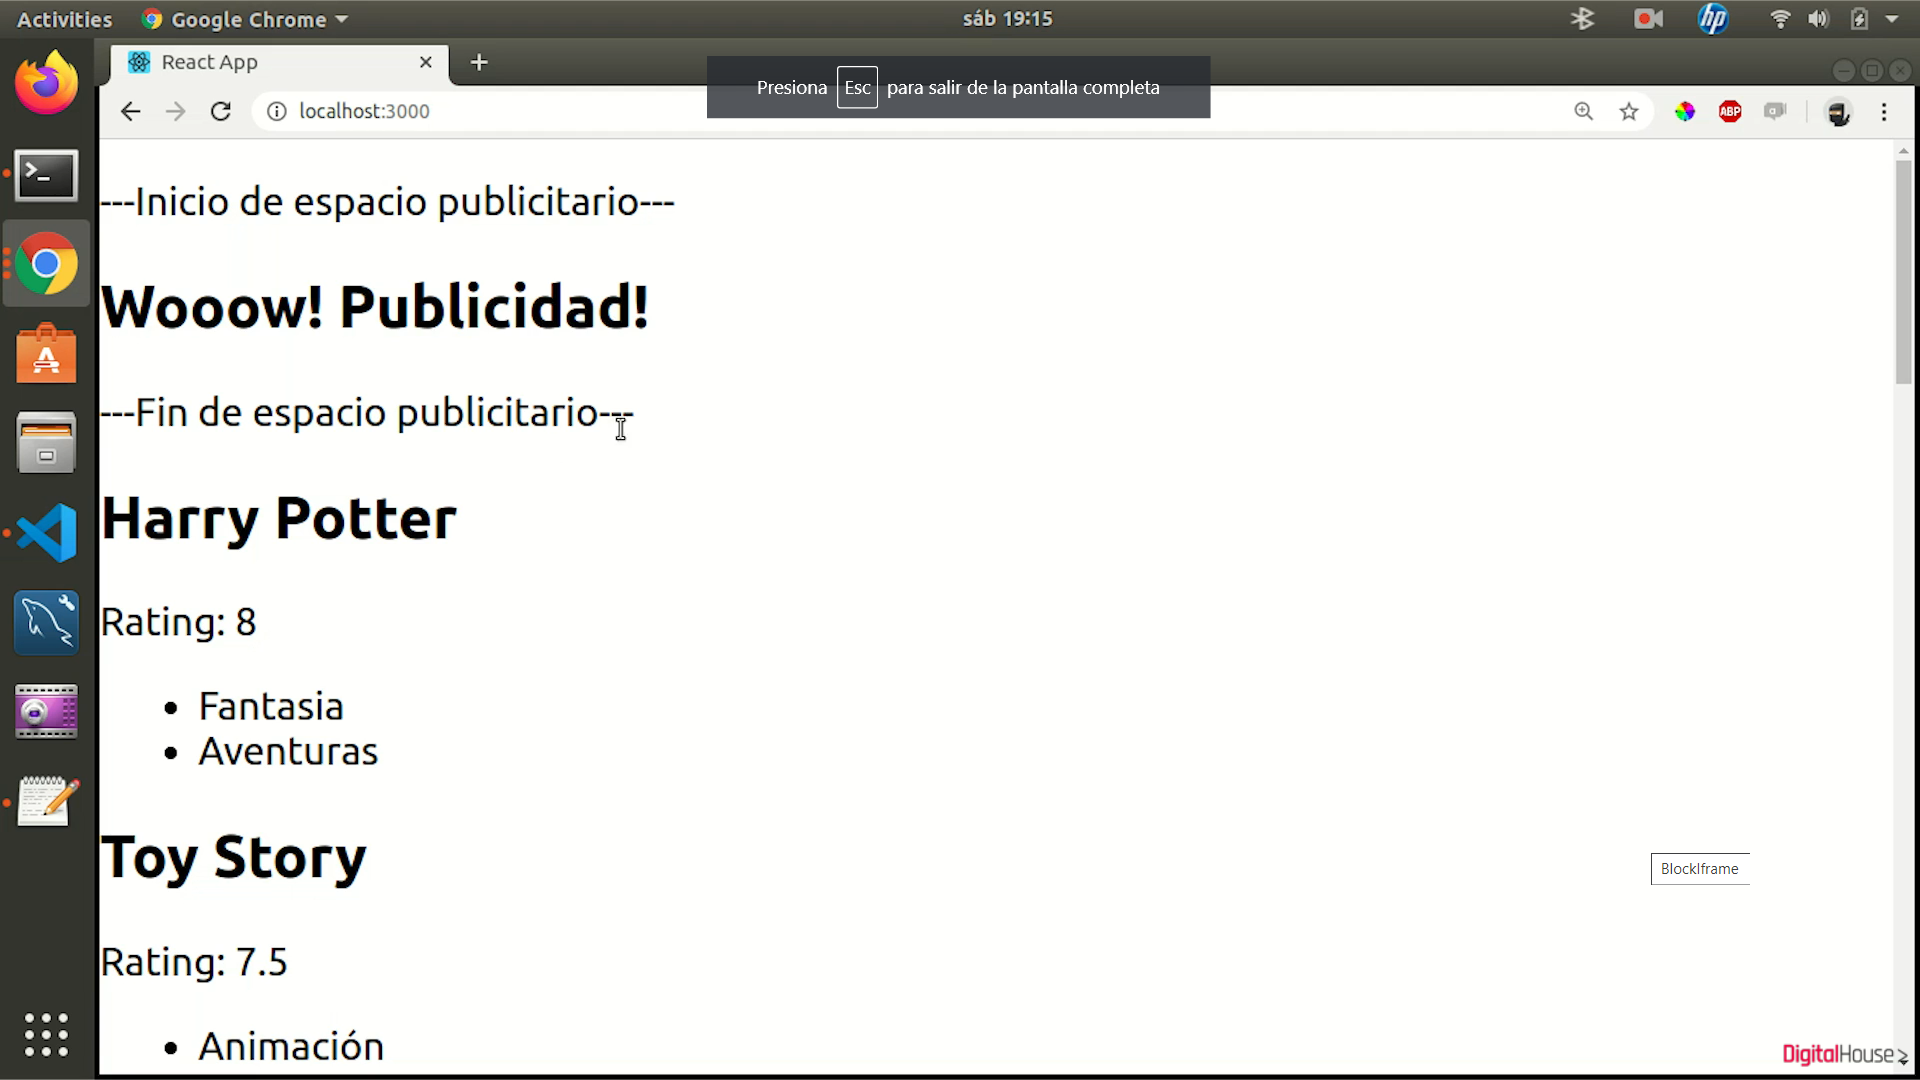 Activities Google Chrome sáb 19:15
React App
Presiona Esc para salir de la pantalla completa
localhost:3000
ABP
---Inicio de espacio publicitario---
Wooow! Publicidad!
---Fin de espacio publicitario---
Harry Potter
Rating: 8
Fantasia
Aventuras
Toy Story
BlockIframe
Rating: 7.5
Animación
DigitalHouse>